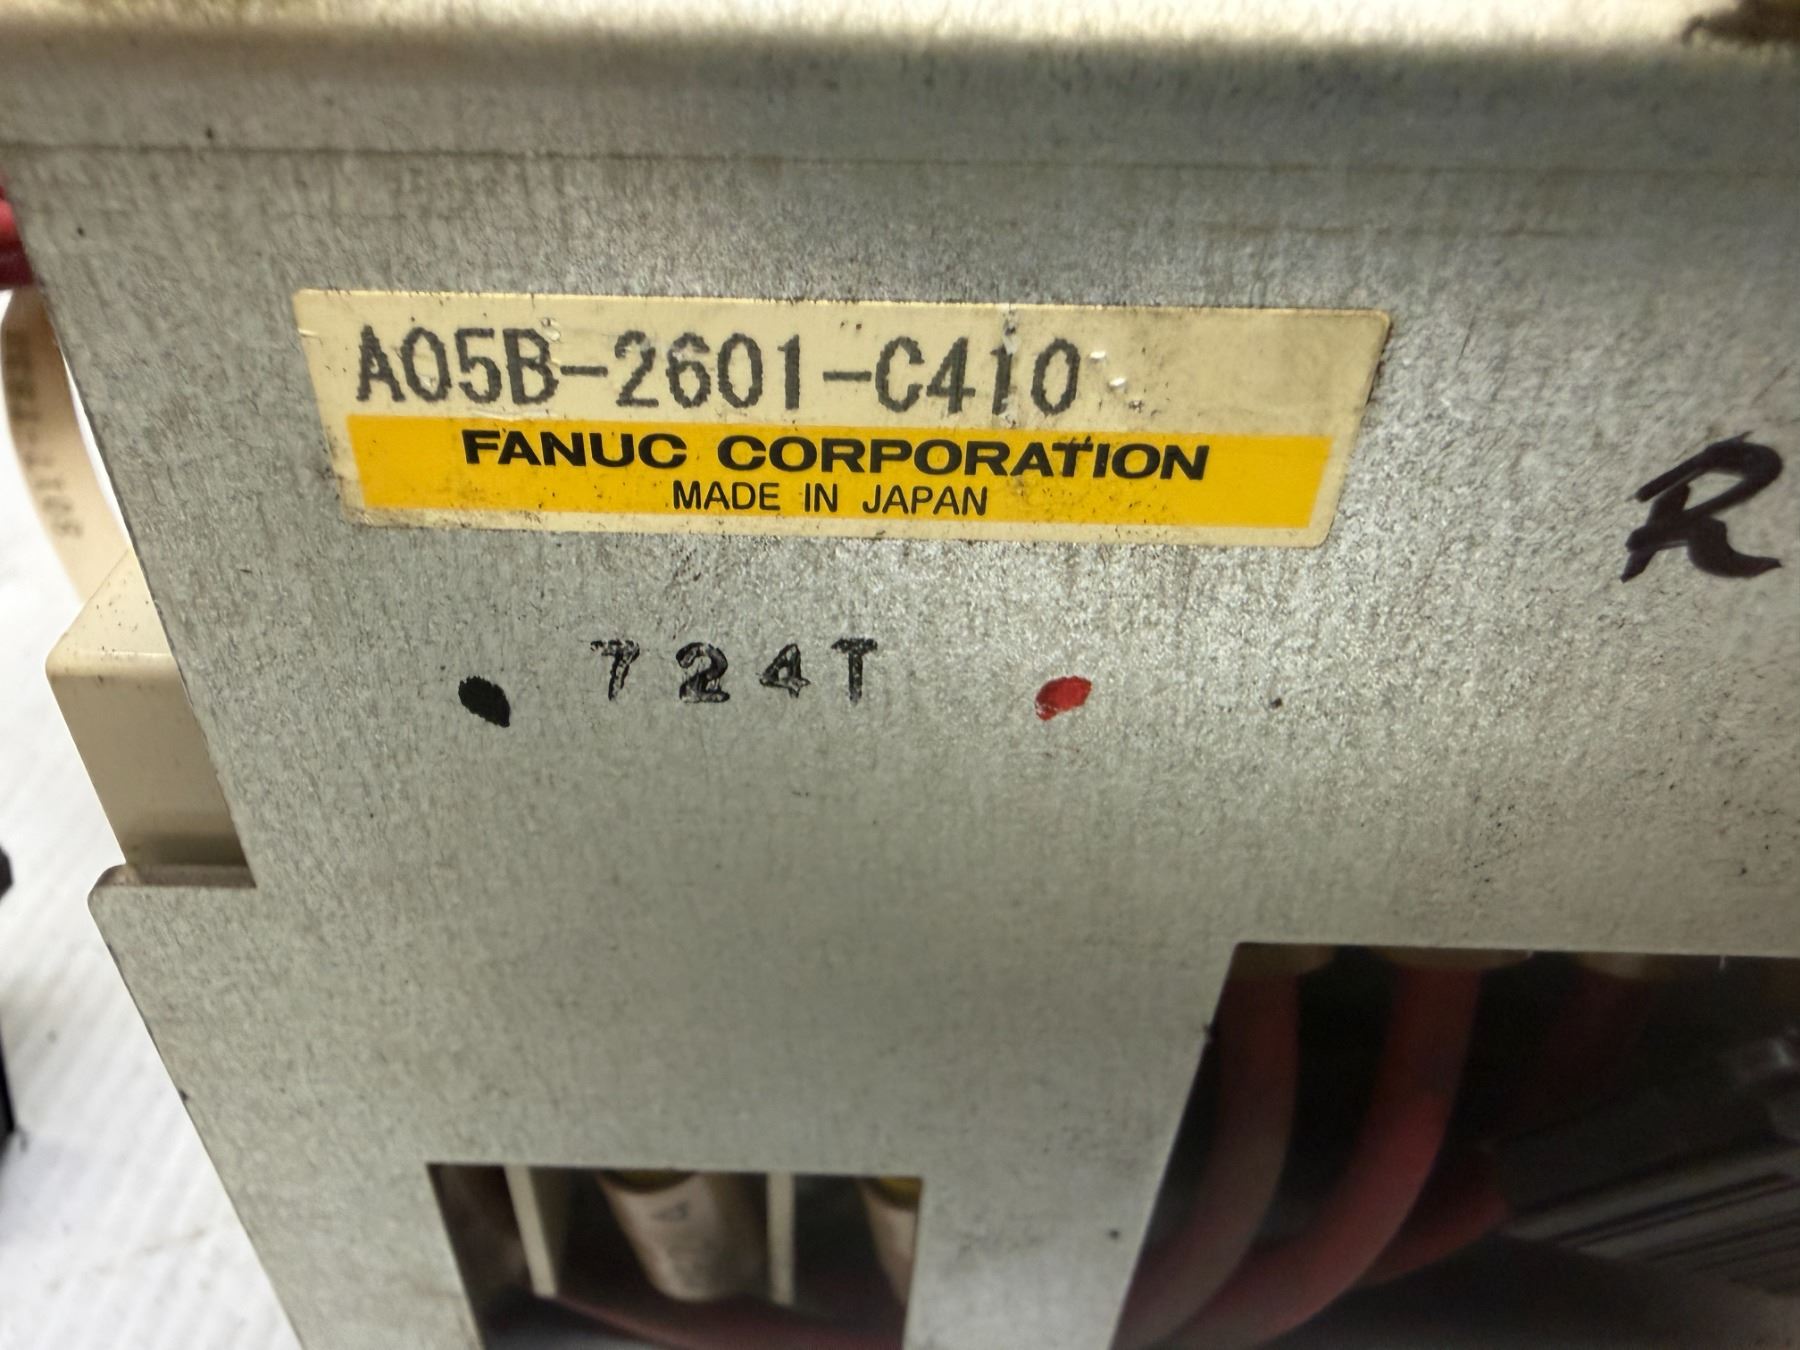 A05B-2601-C410
FANUC CORPORATION
MADE IN JAPAN
R
724T